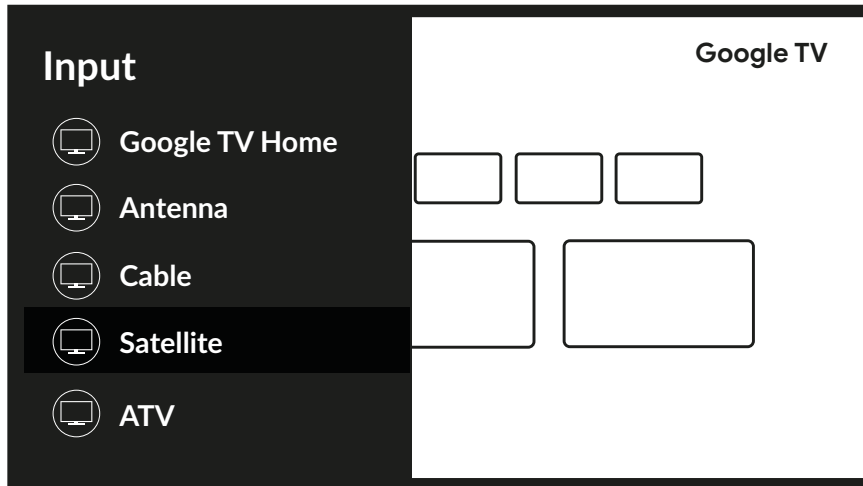 Input
Google TV
Google TV Home
Antenna
Cable
Satellite
ATV